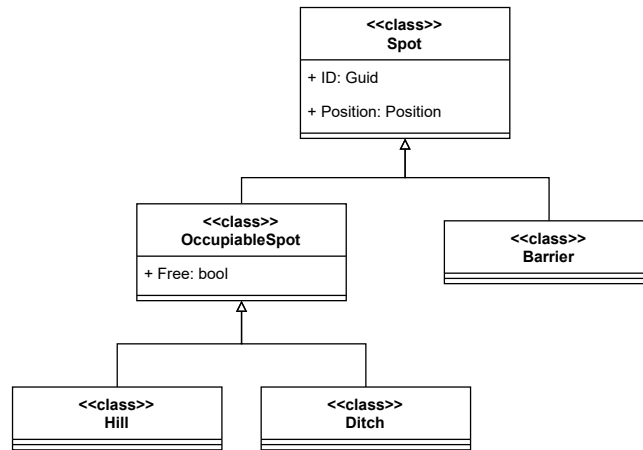 <<class>>
Spot
+ ID: Guid
+ Position: Position
<<class>>
OccupiableSpot
+ Free: bool
<<class>>
Barrier
<<class>>
Hill
<<class>>
Ditch